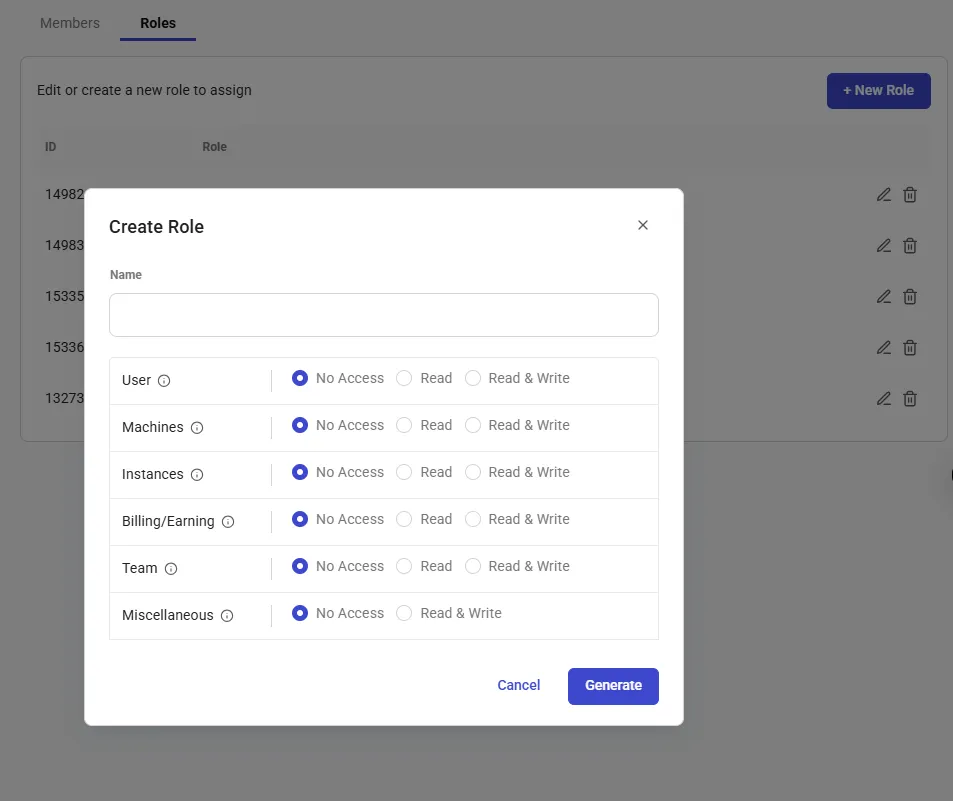 Members Roles
Edit or create a new role to assign
+ New Role
ID Role
14982
14983
15335
15336
13273
Create Role
Name
User No Access Read Read & Write
Machines No Access Read Read & Write
Instances No Access Read Read & Write
Billing/Earning No Access Read Read & Write
Team No Access Read Read & Write
Miscellaneous No Access Read & Write
Cancel Generate